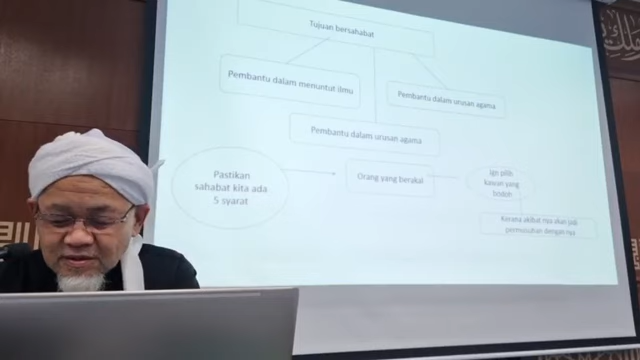 Tujuan bersahabat
Pembantu dalam menuntut ilmu
Pembantu dalam urusan agama
Pembantu dalam urusan agama
Pastikan
sahabat kita ada
5 syarat
Orang yang berakal
Jgn pilih
kawan yang
bodoh
Kerana akibat nya akan jadi
permusuhan dengan nya